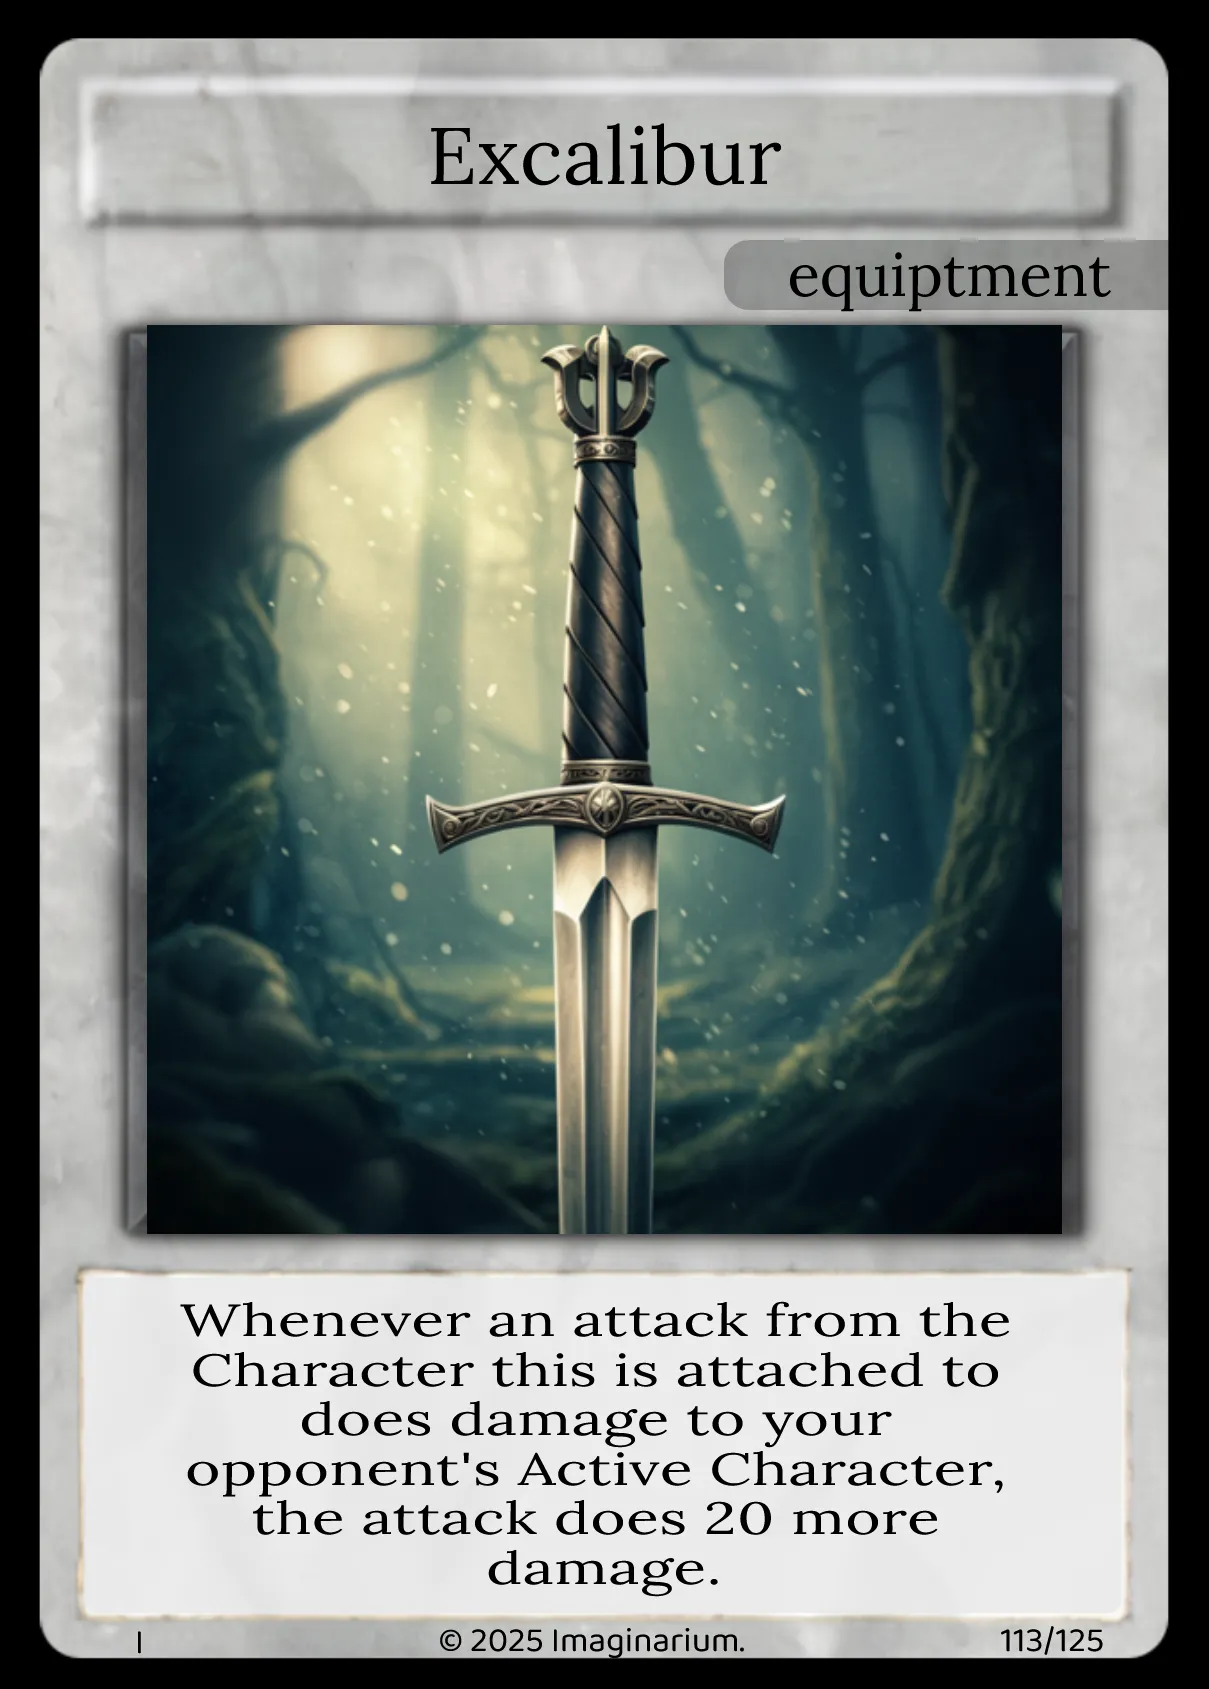 Excalibur
equiptment
Whenever an attack from the
Character this is attached to
does damage to your
opponent's Active Character,
the attack does 20 more
damage.
I
© 2025 Imaginarium.
113/125